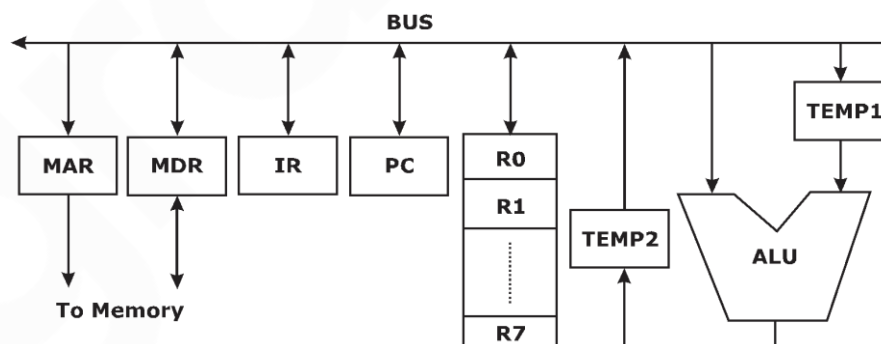 BUS
TEMP1
MAR
MDR
IR
PC
R0
R1
TEMP2
ALU
To Memory
R7